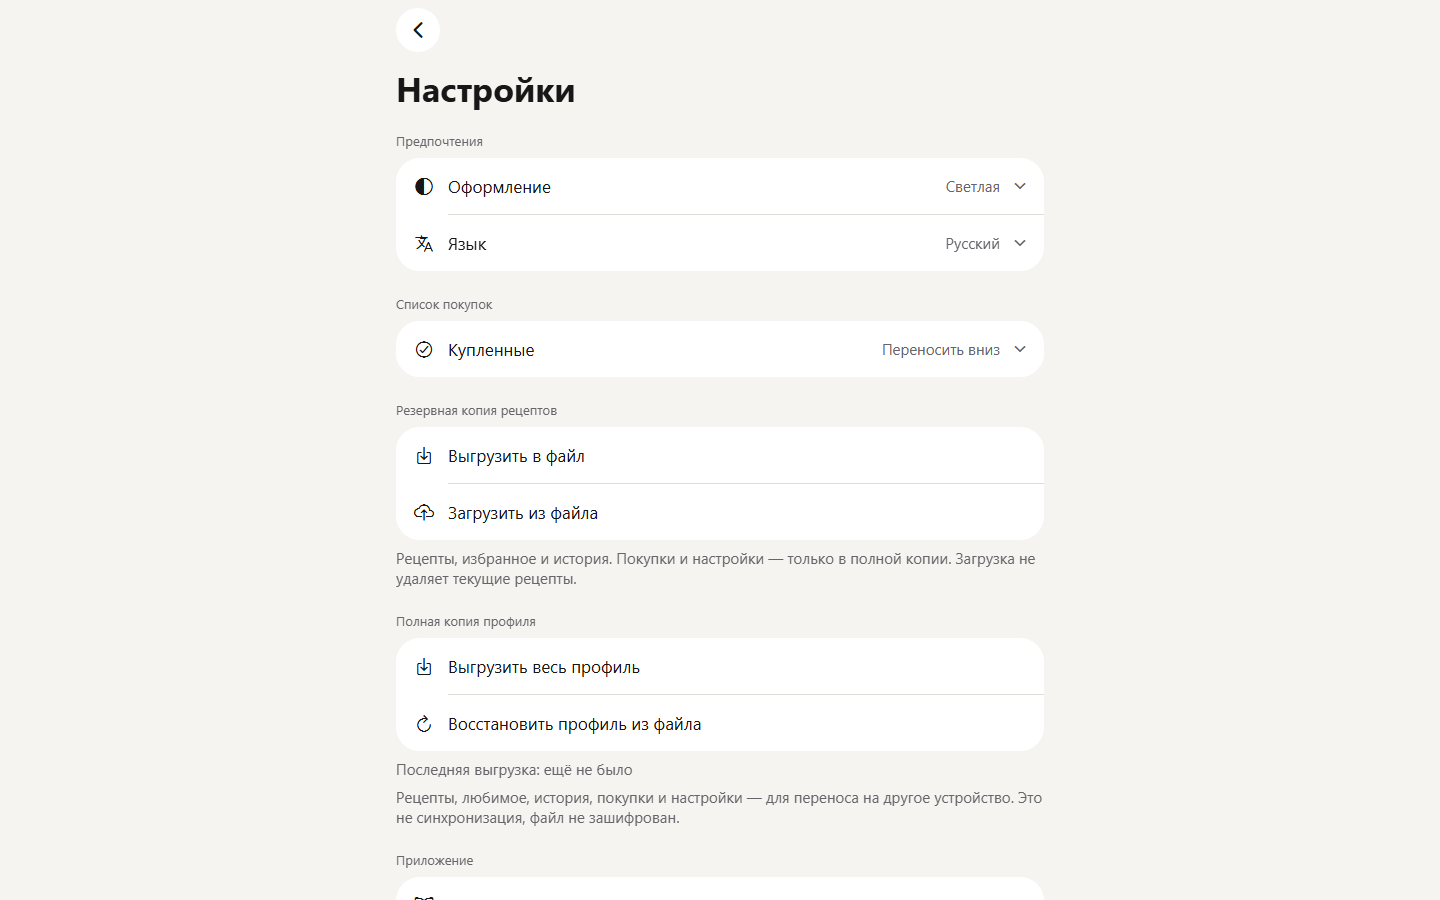 Настройки
Предпочтения
Оформление
Светлая
Язык
Русский
Список покупок
Купленные
Переносить вниз
Резервная копия рецептов
Выгрузить в файл
Загрузить из файла
Рецепты, избранное и история. Покупки и настройки — только в полной копии. Загрузка не
удаляет текущие рецепты.
Полная копия профиля
Выгрузить весь профиль
Восстановить профиль из файла
Последняя выгрузка: ещё не было
Рецепты, любимое, история, покупки и настройки — для переноса на другое устройство. Это
не синхронизация, файл не зашифрован.
Приложение